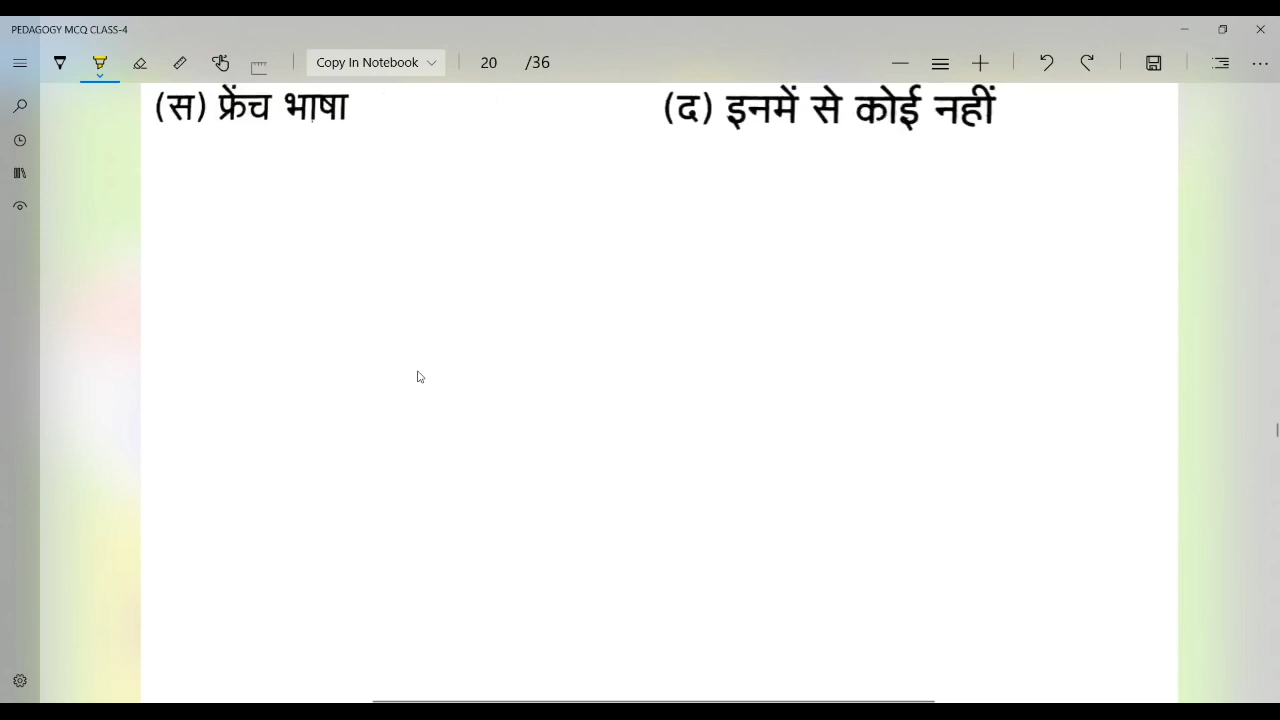 PEDAGOGY MCQ CLASS-4
Copy In Notebook 20 /36
(स) फ्रेंच भाषा (द) इनमें से कोई नहीं